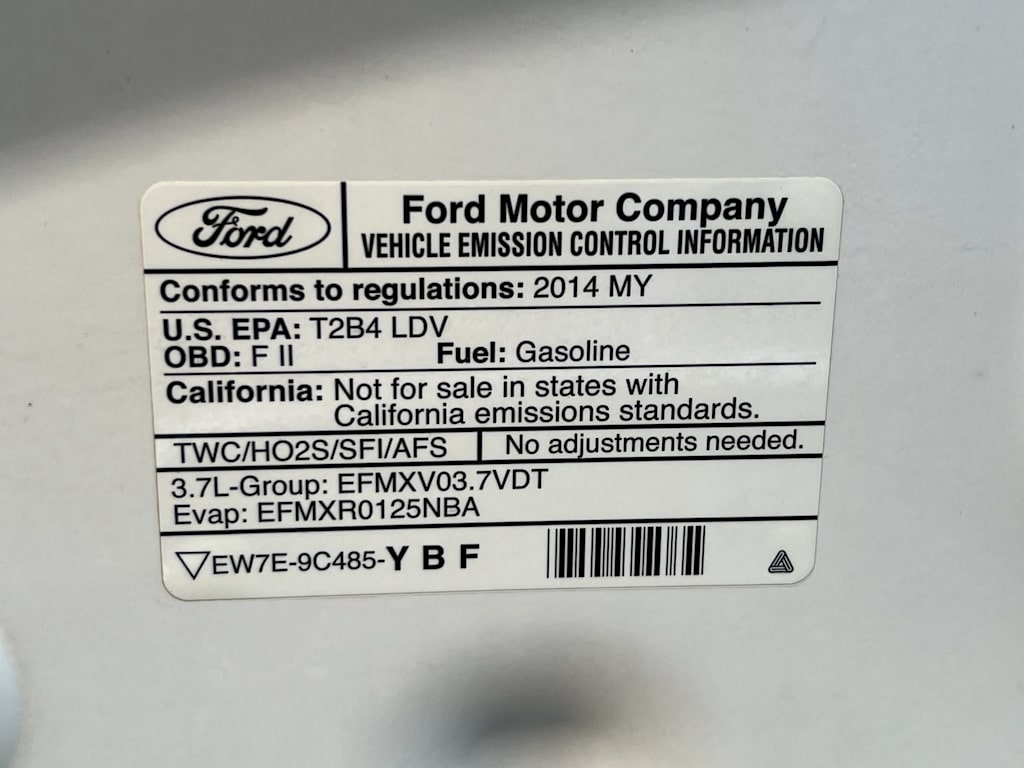 Ford
Ford Motor Company
VEHICLE EMISSION CONTROL INFORMATION
Conforms to regulations: 2014 MY
U.S. EPA: T2B4 LDV
OBD: F II Fuel: Gasoline
California: Not for sale in states with
California emissions standards.
TWC/HO2S/SFI/AFS No adjustments needed.
3.7L-Group: EFMXV03.7VDT
Evap: EFMXR0125NBA
EW7E-9C485-Y B F